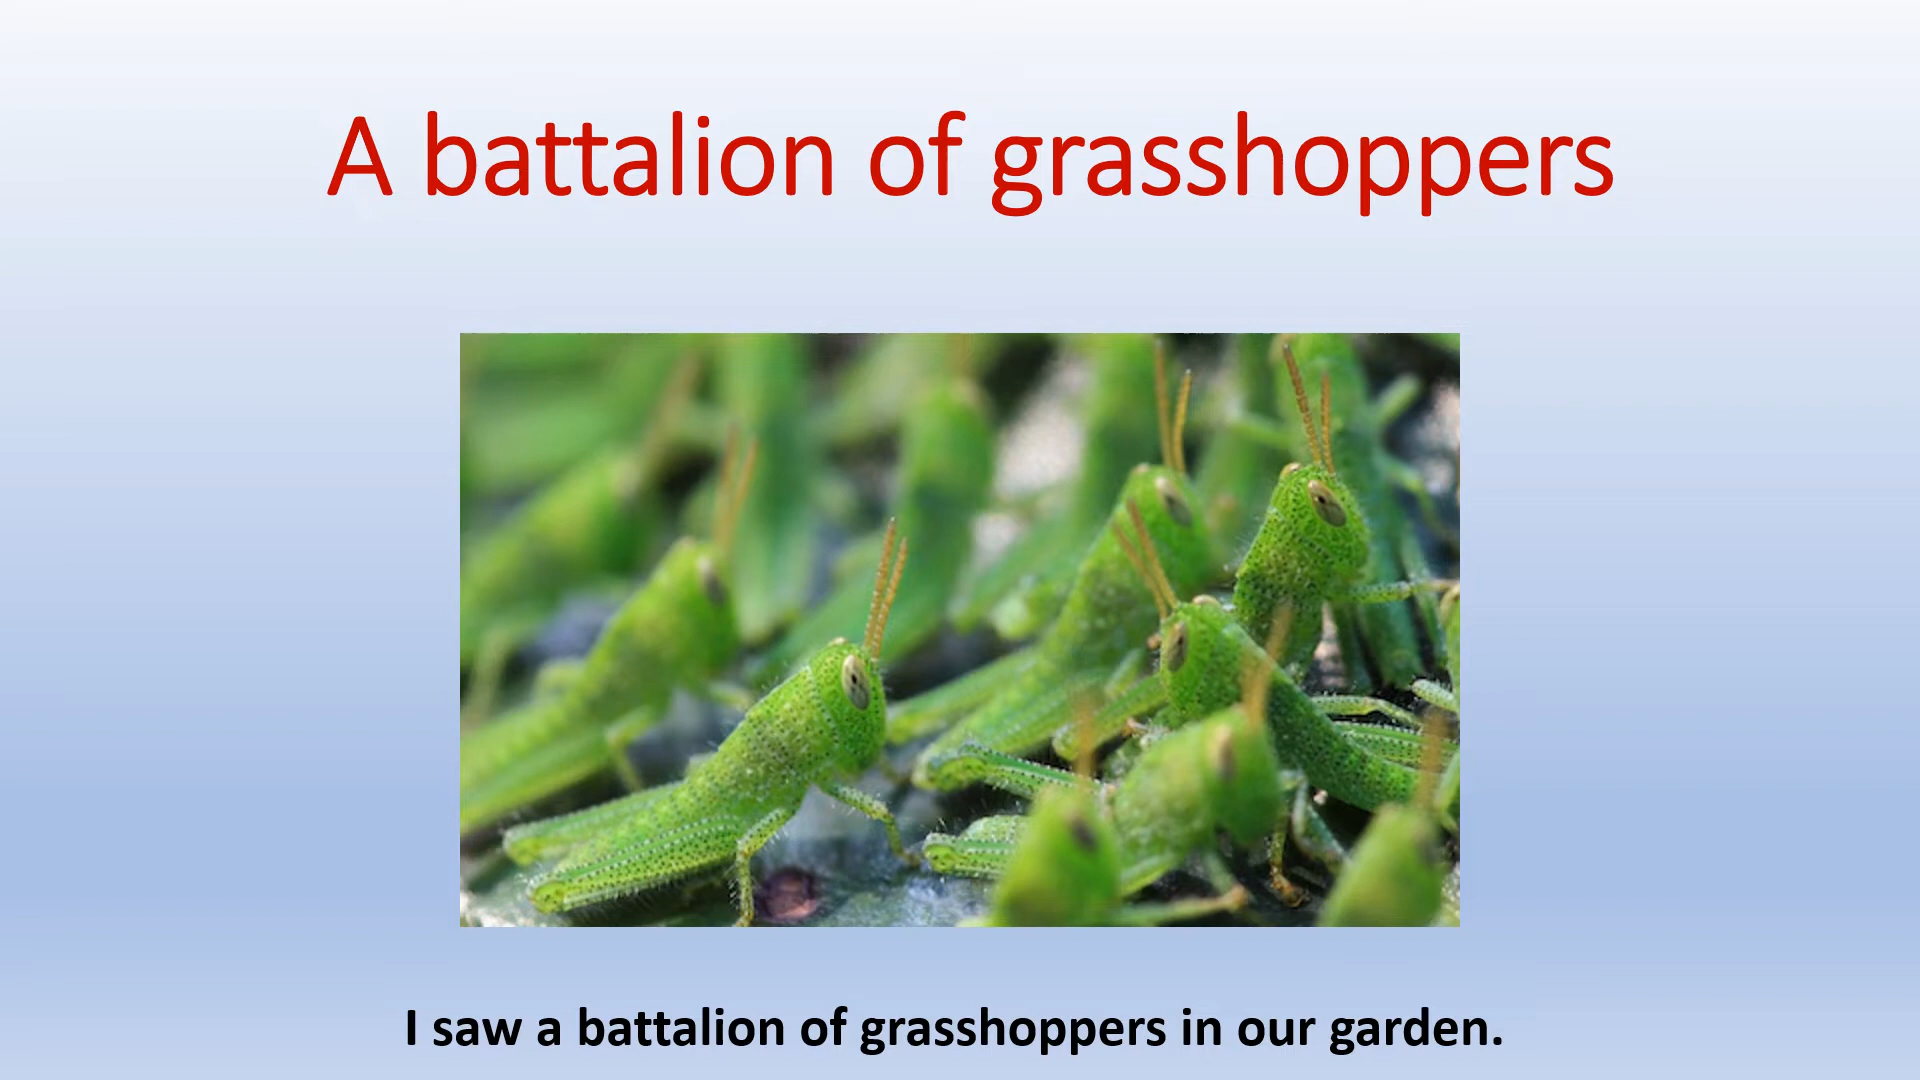 A battalion of grasshoppers
I saw a battalion of grasshoppers in our garden.